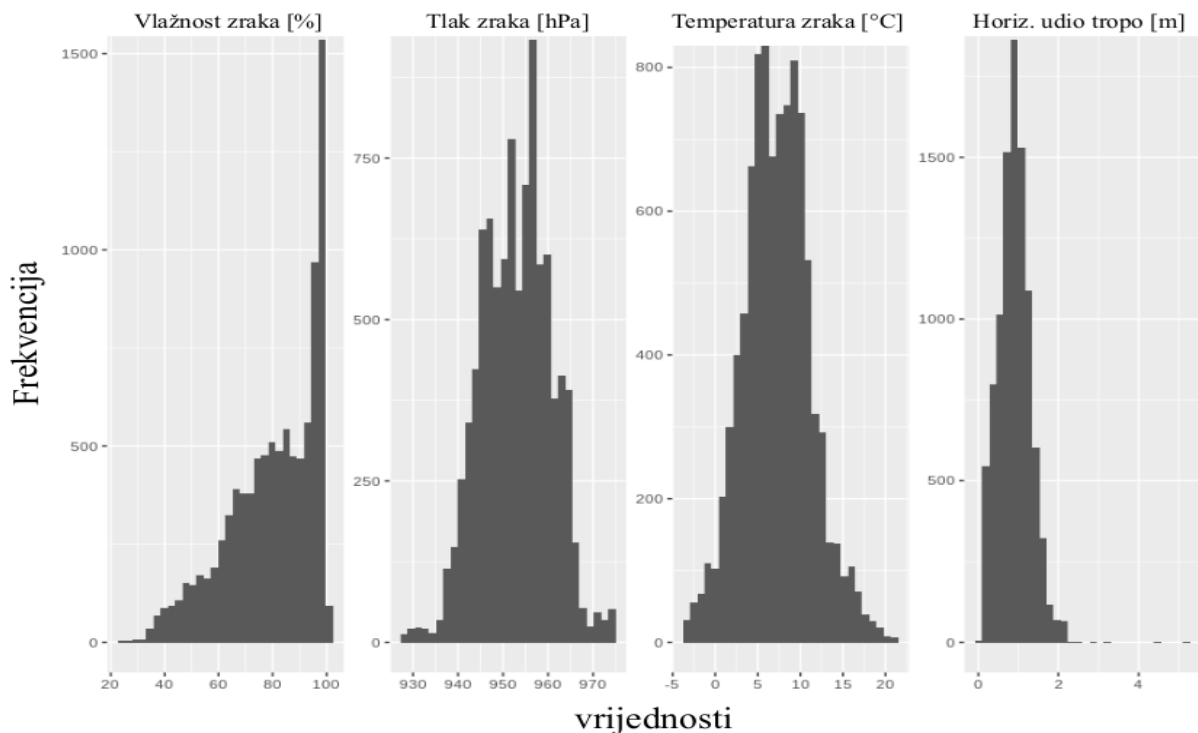 Vlažnost zraka [%]
Tlak zraka [hPa]
Temperatura zraka [°C]
Horiz. udio tropo [m]
Frekvencija
1500
1000
500
0
20 40 60 80 100
750
500
250
0
930 940 950 960 970
800
600
400
200
0
-5 0 5 10 15 20
1500
1000
500
0
0 2 4
vrijednosti